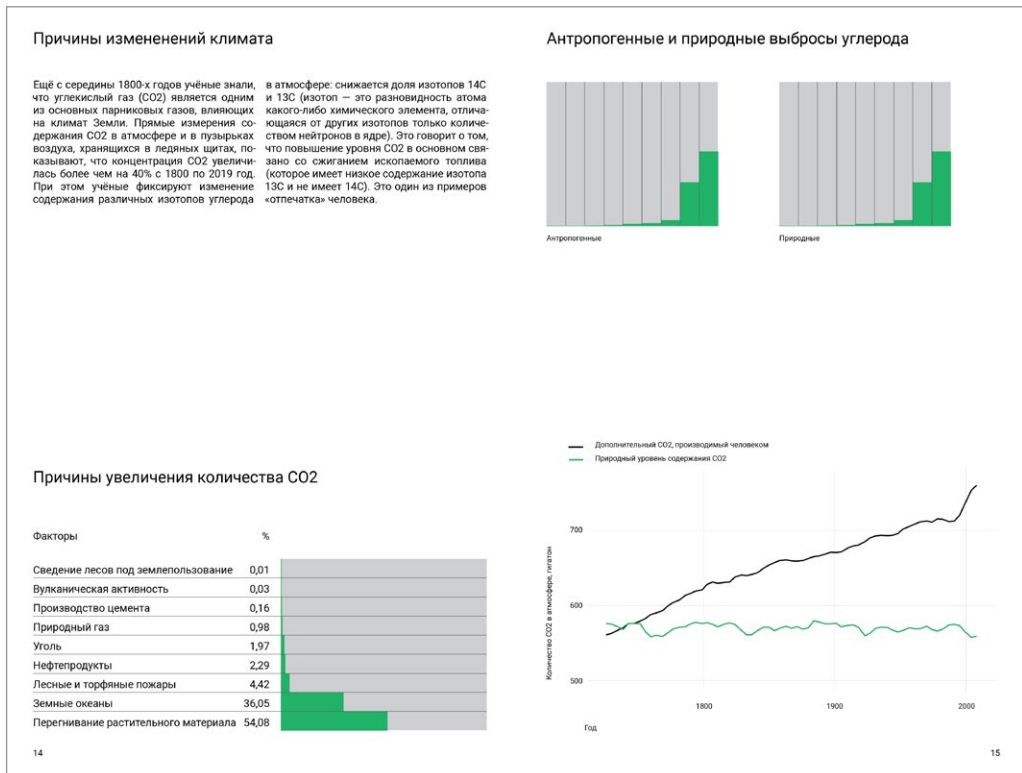 Причины измененений климата
Ещё с середины 1800-х годов учёные знали,
что углекислый газ (СО2) является одним
из основных парниковых газов, влияющих
на климат Земли. Прямые измерения со-
держания СО2 в атмосфере и в пузырьках
воздуха, хранящихся в ледяных щитах, по-
казывают, что концентрация СО2 увеличи-
лась более чем на 40% с 1800 по 2019 год.
При этом учёные фиксируют изменение
содержания различных изотопов углерода
в атмосфере: снижается доля изотопов 14С
и 13С (изотоп — это разновидность атома
какого-либо химического элемента, отлича-
ющаяся от других изотопов только количе-
ством нейтронов в ядре). Это говорит о том,
что повышение уровня СО2 в основном свя-
зано со сжиганием ископаемого топлива
(которое имеет низкое содержание изотопа
13С и не имеет 14С). Это один из примеров
«отпечатка» человека.
Причины увеличения количества СО2
Факторы %
Сведение лесов под землепользование 0,01
Вулканическая активность 0,03
Производство цемента 0,16
Природный газ 0,98
Уголь 1,97
Нефтепродукты 2,29
Лесные и торфяные пожары 4,42
Земные океаны 36,05
Перегнивание растительного материала 54,08
14
Антропогенные и природные выбросы углерода
Антропогенные
Природные
Дополнительный СО2, производимый человеком
Природный уровень содержания СО2
Количество СО2 в атмосфере, гигатон
700
600
500
1800 1900 2000
Год
15